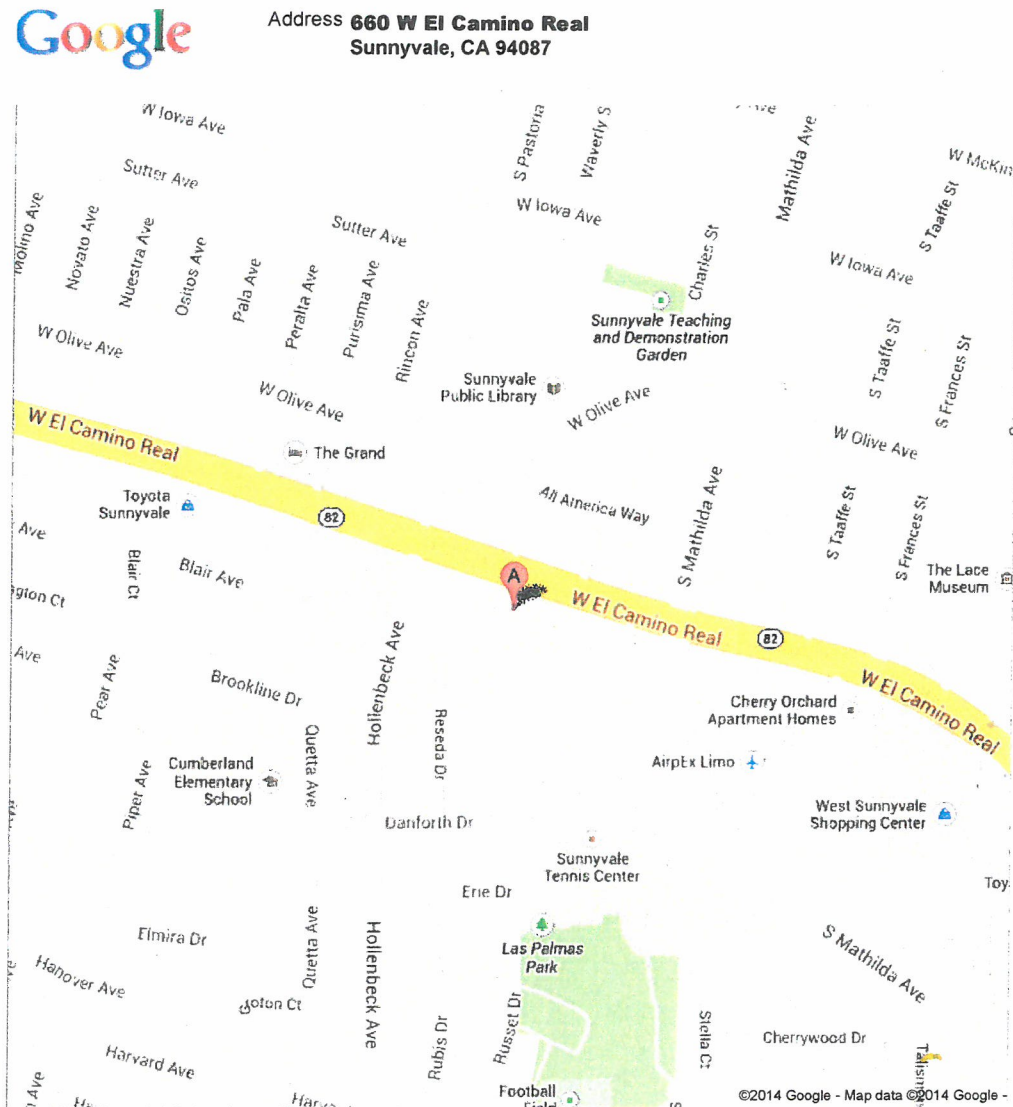 Google
Address 660 W El Camino Real
Sunnyvale, CA 94087
W Iowa Ave
S Pastoria
Waverly S
Mathilda Ave
W McKin
Sutter Ave
S Taaffe St
Molino Ave
Novato Ave
Nuestra Ave
Ositos Ave
W Iowa Ave
Sutter Ave
Pala Ave
Peralta Ave
Purisima Ave
Rincon Ave
Charles St
W Iowa Ave
Sunnyvale Teaching
and Demonstration
Garden
W Olive Ave
S Taaffe St
S Frances St
Sunnyvale
Public Library
W Olive Ave
W Olive Ave
W El Camino Real
The Grand
W Olive Ave
Toyota
Sunnyvale
82
All America Way
S Mathilda Ave
S Taaffe St
S Frances St
Ave
Blair Ct
Blair Ave
A
The Lace
Museum
gton Ct
W El Camino Real
82
Ave
Pear Ave
Brookline Dr
Hollenbeck Ave
W El Camino Real
Reseda Dr
Cherry Orchard
Apartment Homes
Quetta Ave
Cumberland
Elementary
School
AirpEx Limo
Piper Ave
West Sunnyvale
Shopping Center
Danforth Dr
Sunnyvale
Tennis Center
Toy
Erie Dr
Elmira Dr
Quetta Ave
Hollenbeck Ave
Las Palmas
Park
S Mathilda Ave
Hanover Ave
Goton Ct
Russet Dr
Rubis Dr
Stella Ct
Cherrywood Dr
Harvard Ave
Football
Field
©2014 Google - Map data ©2014 Google -